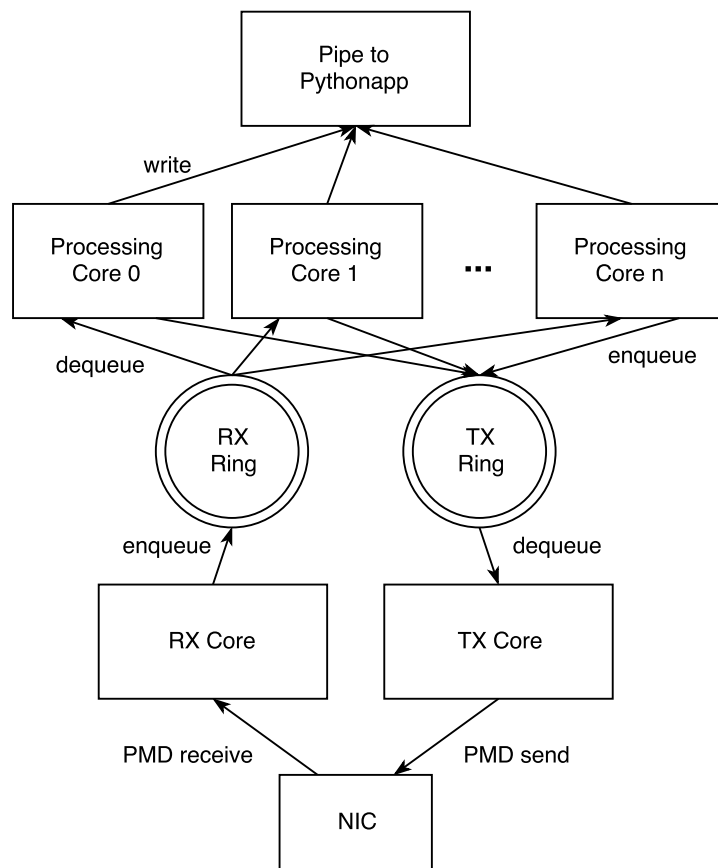 Pipe to
Pythonapp
write
Processing
Core 0
Processing
Core 1
...
Processing
Core n
dequeue
enqueue
RX
Ring
TX
Ring
enqueue
dequeue
RX Core
TX Core
PMD receive
PMD send
NIC